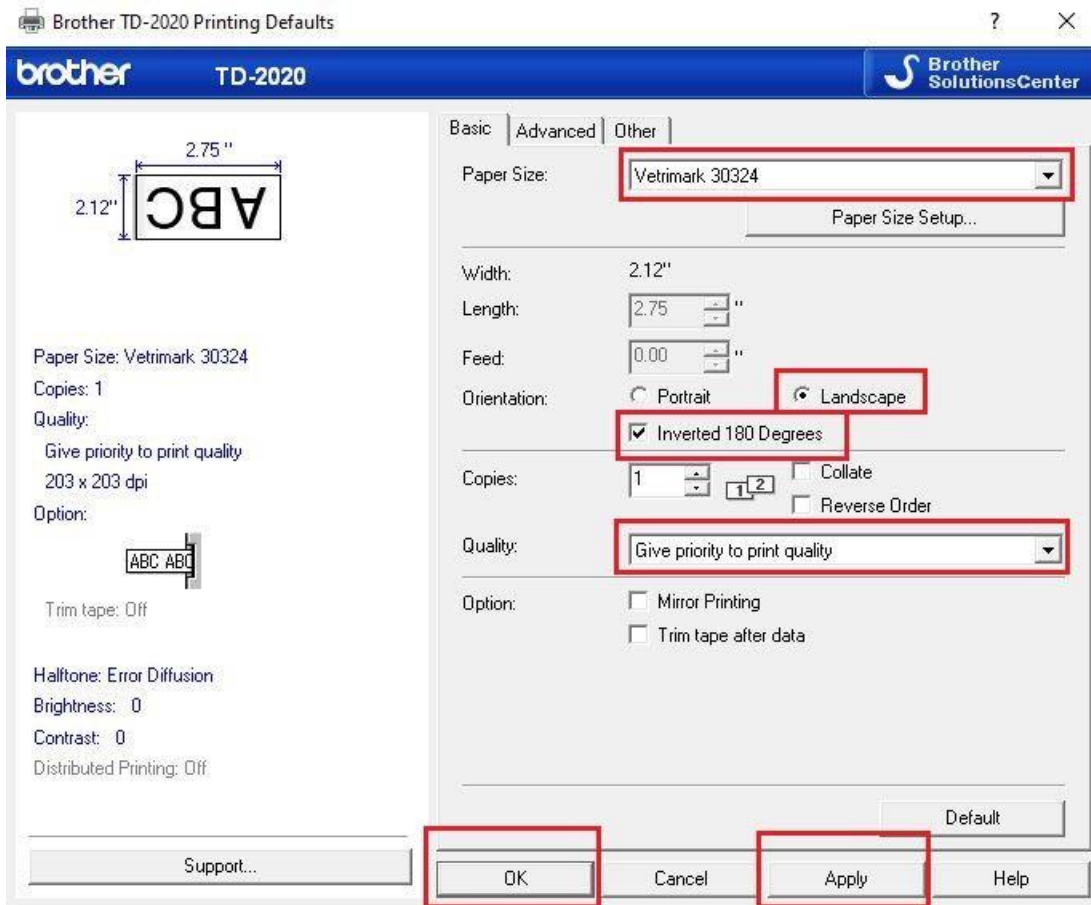 Brother TD-2020 Printing Defaults
? X
brother TD-2020
Brother
SolutionsCenter
2.75 "
2.12"
ABC
Paper Size: Vetrimark 30324
Copies: 1
Quality:
Give priority to print quality
203 x 203 dpi
Option:
ABC ABC
Trim tape: Off
Halftone: Error Diffusion
Brightness: 0
Contrast: 0
Distributed Printing: Off
Support...
Basic Advanced Other
Paper Size: Vetrimark 30324
Paper Size Setup...
Width: 2.12"
Length: 2.75 "
Feed: 0.00 "
Orientation: Portrait Landscape
Inverted 180 Degrees
Copies: 1 1 2 Collate
Reverse Order
Quality: Give priority to print quality
Option: Mirror Printing
Trim tape after data
Default
OK Cancel Apply Help